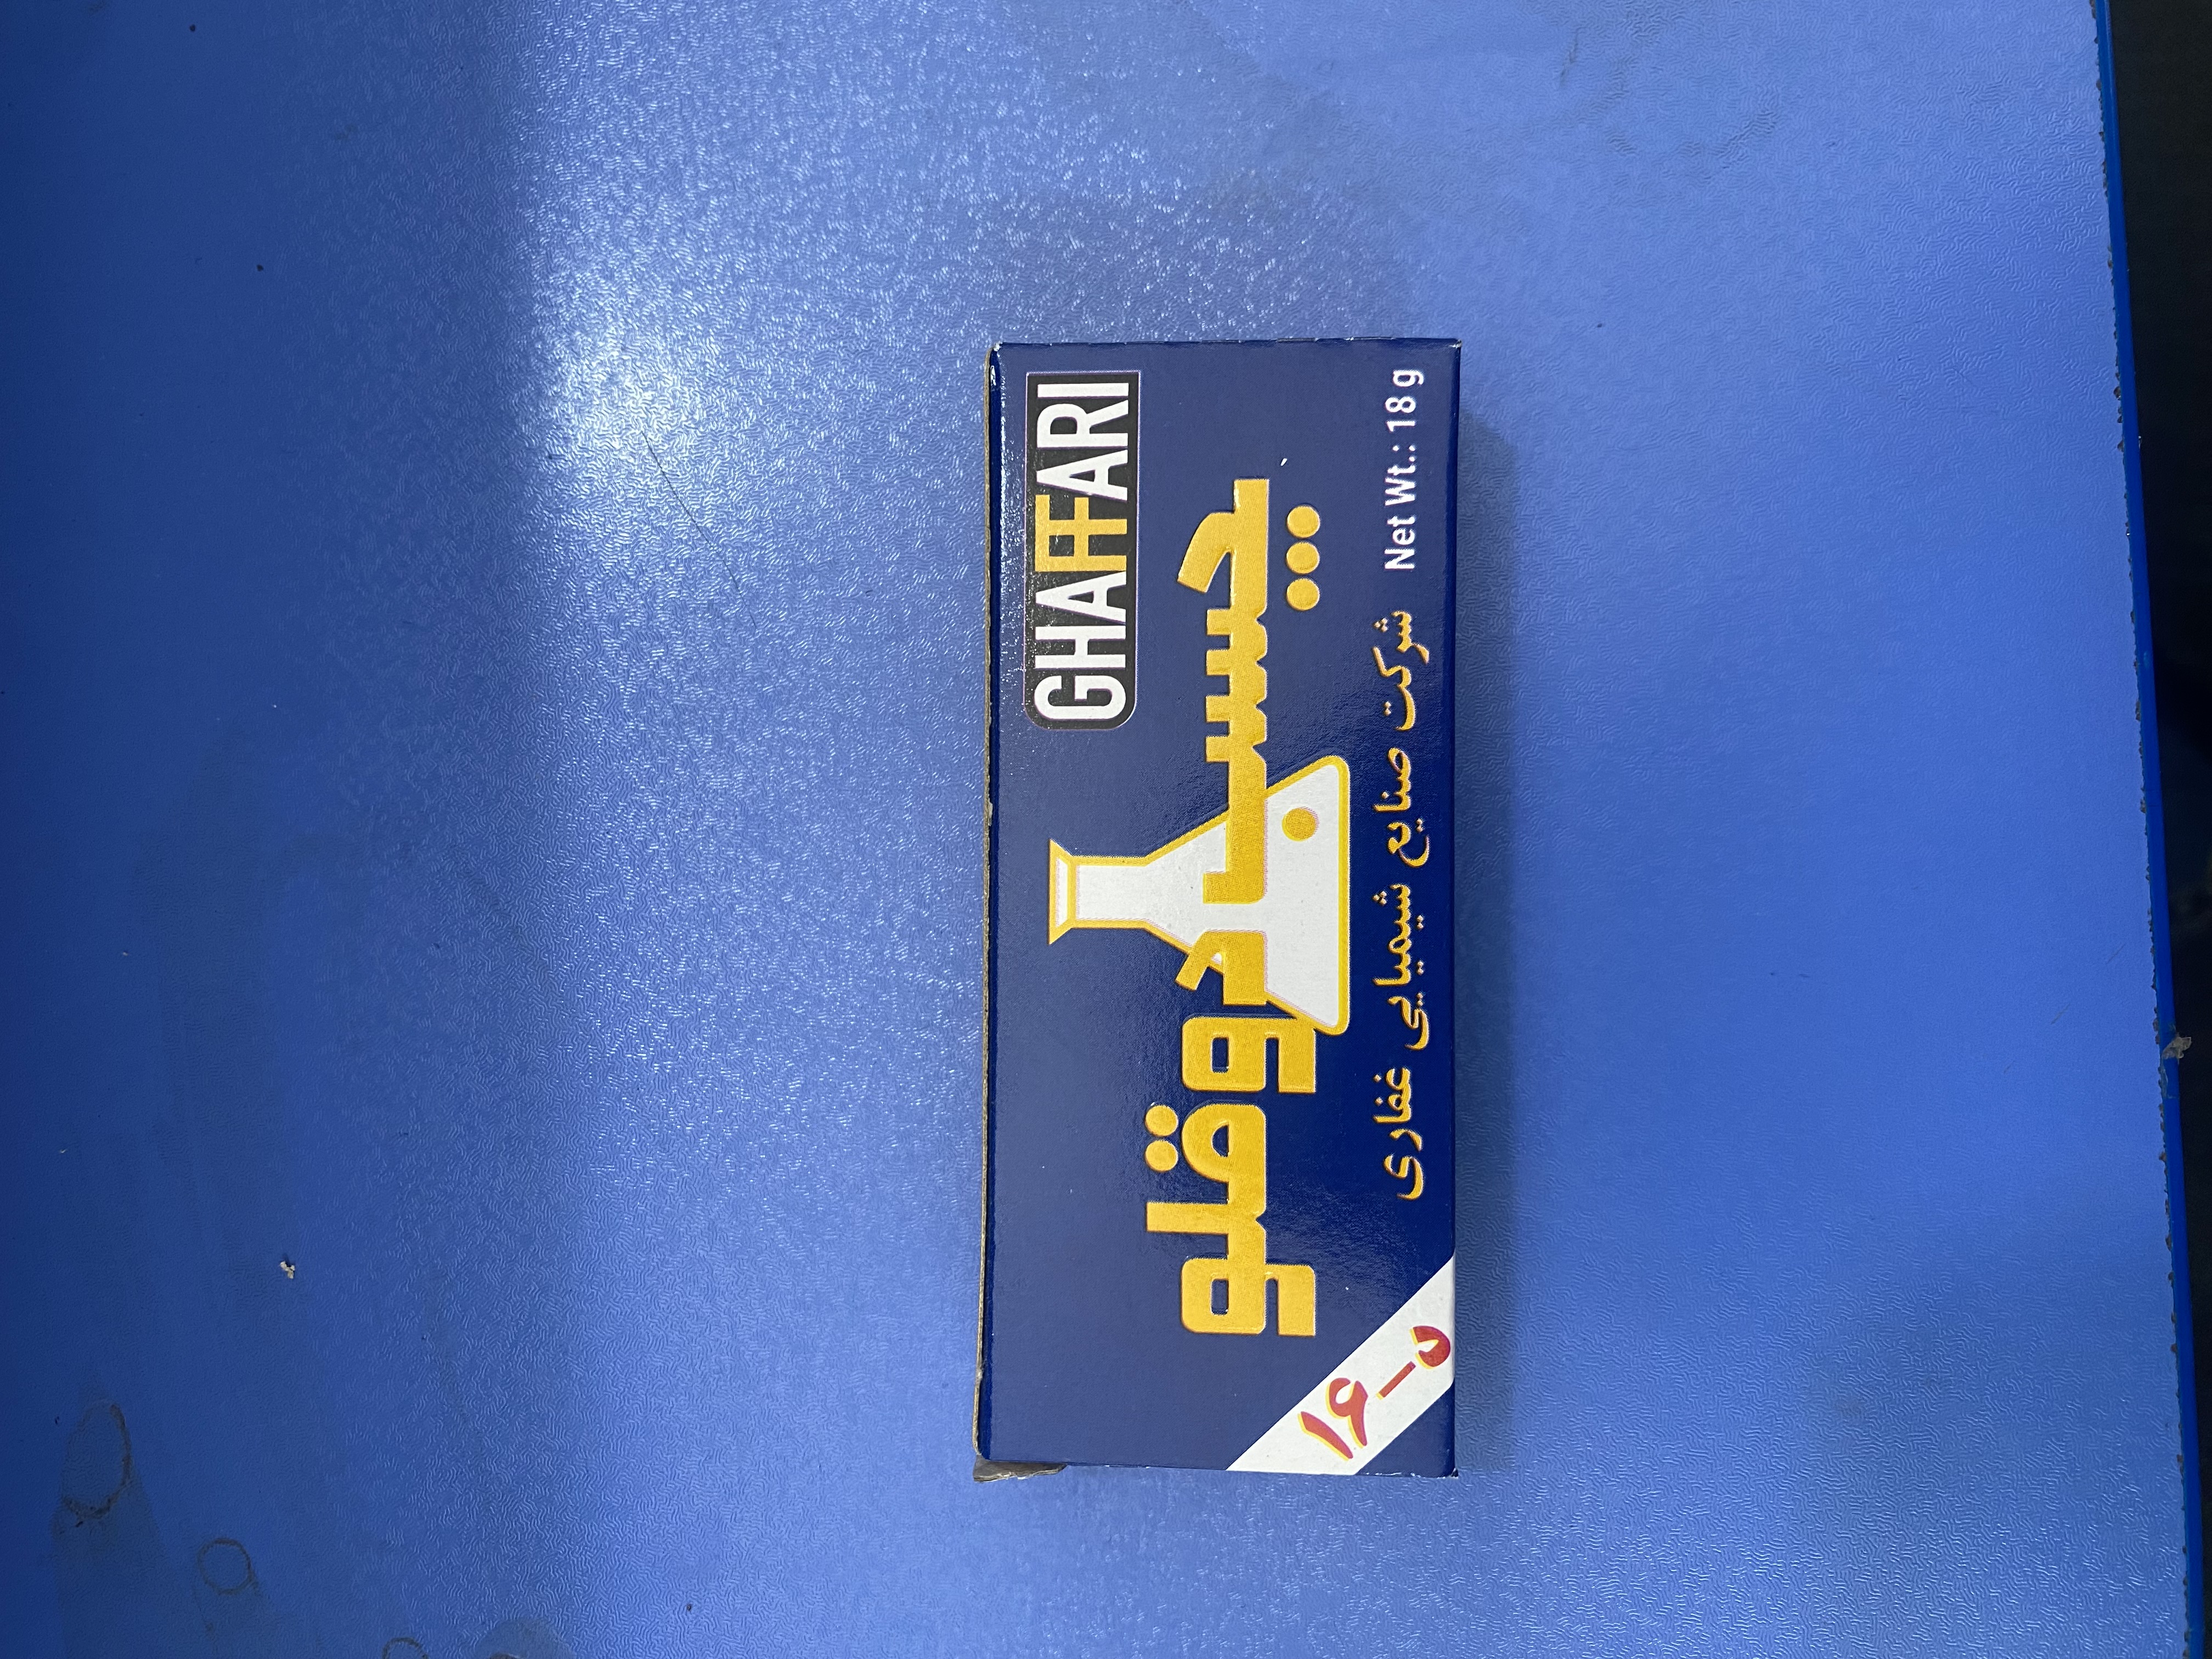 GHAFFARI
چسب دوقلو
شرکت صنایع شیمیایی غفاری
Net Wt.: 18 g
د-۱۶